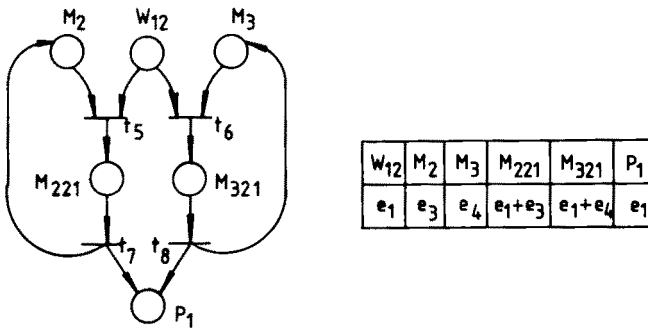 M2 W12 M3
t5 t6
M221 M321
t7 t8
P1
W12 M2 M3 M221 M321 P1
e1 e3 e4 e1+e3 e1+e4 e1